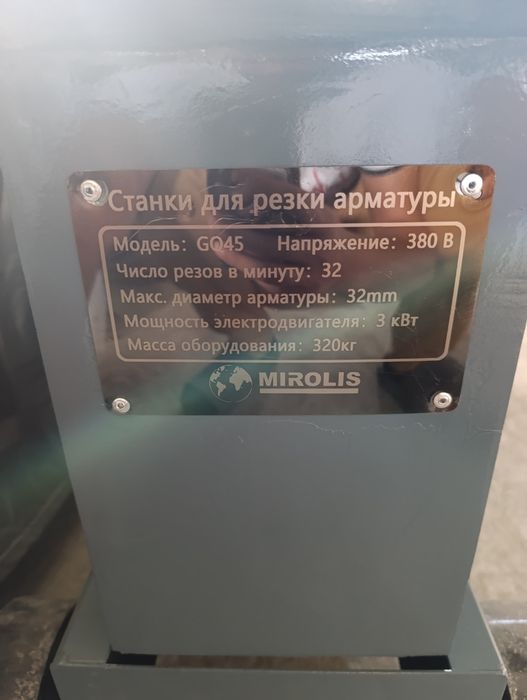 Станки для резки арматуры
Модель: GQ45 Напряжение: 380 В
Число резов в минуту: 32
Макс. диаметр арматуры: 32mm
Мощность электродвигателя: 3 кВт
Масса оборудования: 320кг
MIROLIS